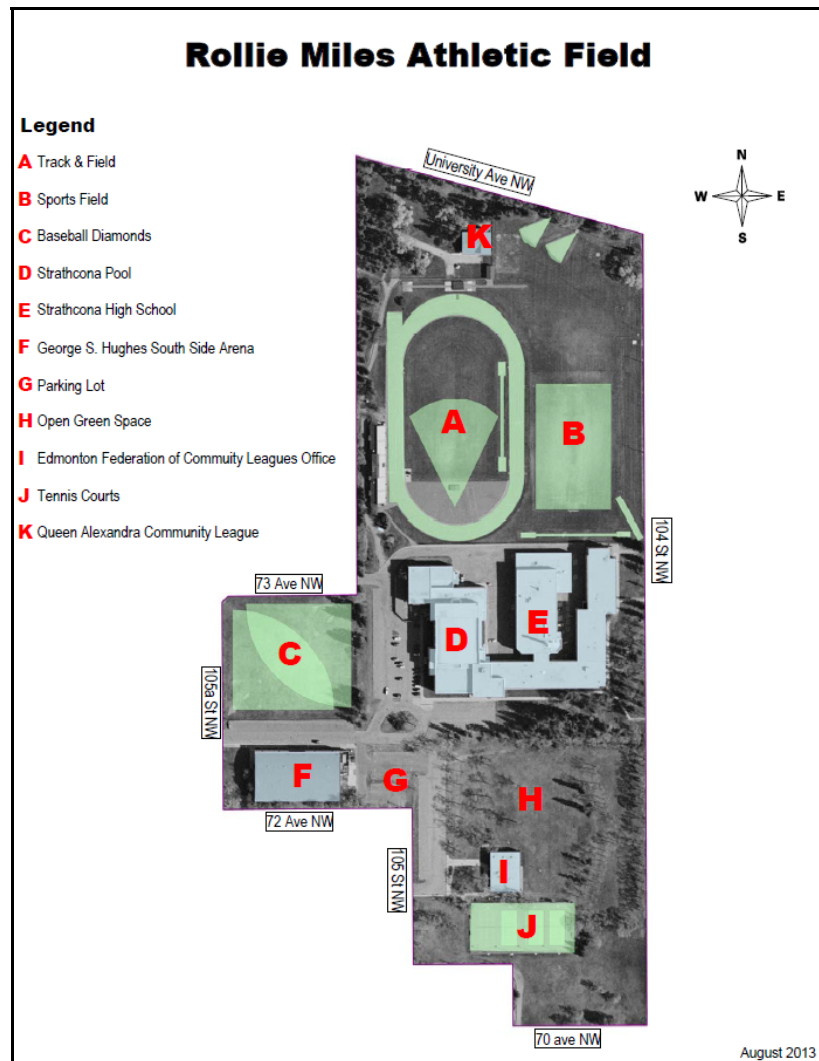 Rollie Miles Athletic Field
Legend
A Track & Field
B Sports Field
C Baseball Diamonds
D Strathcona Pool
E Strathcona High School
F George S. Hughes South Side Arena
G Parking Lot
H Open Green Space
I Edmonton Federation of Commuity Leagues Office
J Tennis Courts
K Queen Alexandra Community League
University Ave NW
N
W E
S
K
A
B
104 St NW
73 Ave NW
C
D
E
105a St NW
F
G
H
72 Ave NW
105 St NW
I
J
70 ave NW
August 2013